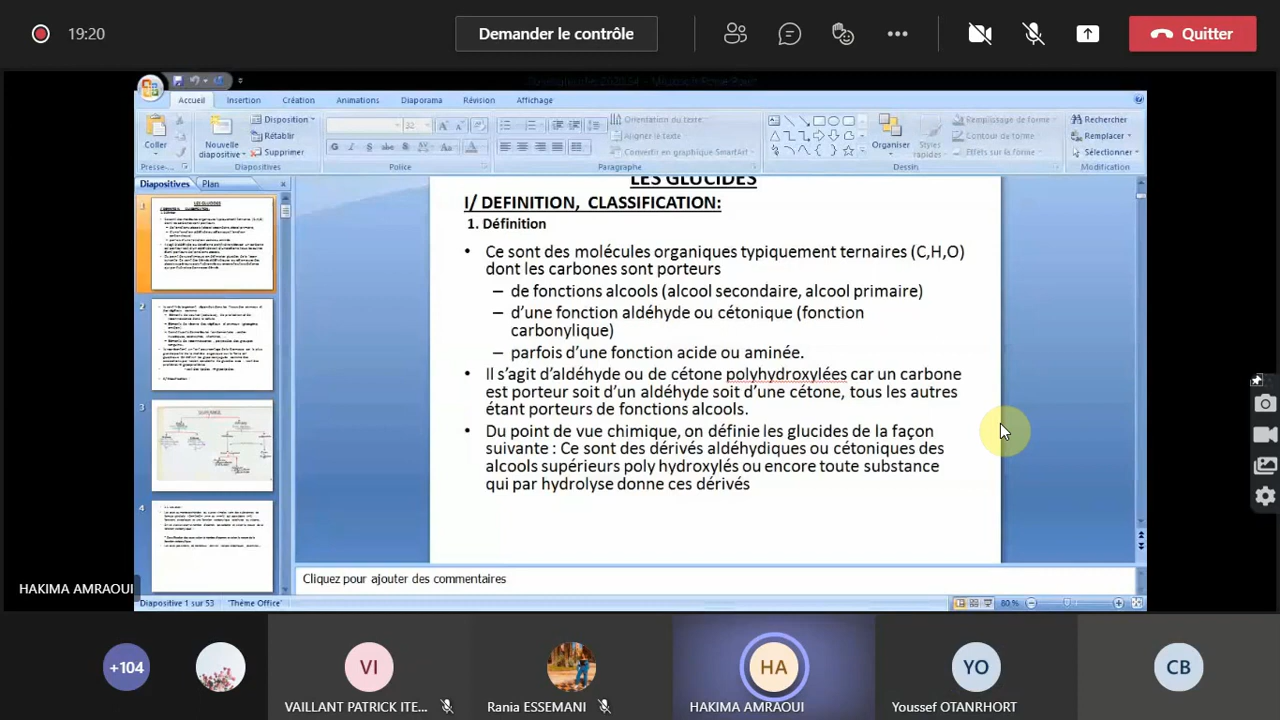 19:20
Demander le contrôle
Quitter
Microsoft PowerPoint
Accueil
Insertion
Création
Animations
Diaporama
Révision
Affichage
Coller
Nouvelle
diapositive
Disposition
Rétablir
Supprimer
32
Orientation du texte
Aligner le texte
Convertir en graphique SmartArt
Organiser
Styles
rapides
Remplissage de forme
Contour de forme
Effets sur la forme
Rechercher
Remplacer
Sélectionner
Presse-...
Diapositives
Police
Paragraphe
Dessin
Modification
Diapositives
Plan
1
2
3
4
LES GLUCIDES
I/ DEFINITION, CLASSIFICATION:
1. Définition
• Ce sont des molécules organiques typiquement ternaires (C,H,O)
dont les carbones sont porteurs
– de fonctions alcools (alcool secondaire, alcool primaire)
– d'une fonction aldéhyde ou cétonique (fonction
carbonylique)
– parfois d'une fonction acide ou aminée.
• Il s'agit d'aldéhyde ou de cétone polyhydroxylées car un carbone
est porteur soit d'un aldéhyde soit d'une cétone, tous les autres
étant porteurs de fonctions alcools.
• Du point de vue chimique, on définie les glucides de la façon
suivante : Ce sont des dérivés aldéhydiques ou cétoniques des
alcools supérieurs poly hydroxylés ou encore toute substance
qui par hydrolyse donne ces dérivés
Cliquez pour ajouter des commentaires
HAKIMA AMRAOUI
Diapositive 1 sur 53
'Thème Office'
80 %
+104
VI
HA
YO
CB
VAILLANT PATRICK ITE...
Rania ESSEMANI
HAKIMA AMRAOUI
Youssef OTANRHORT